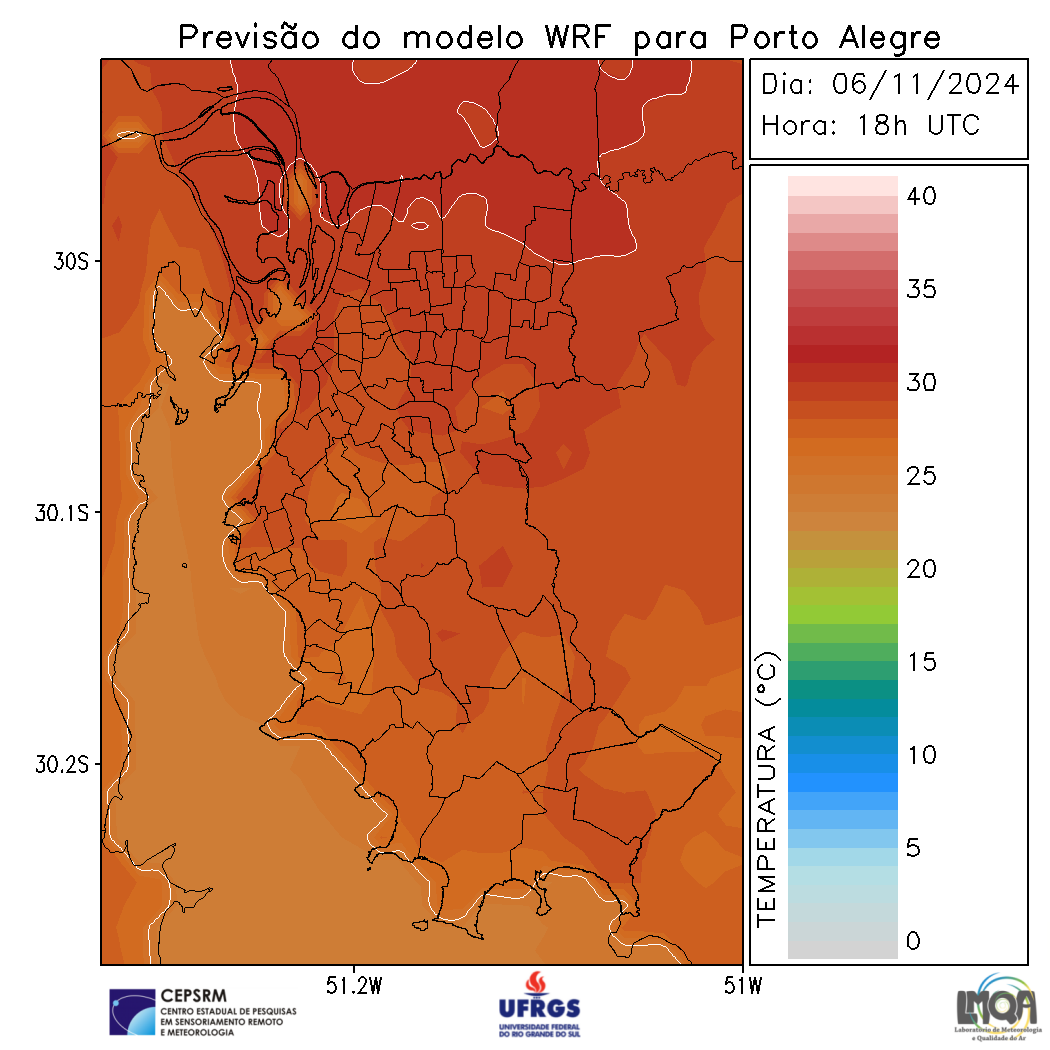 Previsão do modelo WRF para Porto Alegre
Dia: 06/11/2024
Hora: 18h UTC
40
35
30
25
20
15
10
5
0
TEMPERATURA (°C)
30S
30.1S
30.2S
51.2W
51W
CEPSRM
CENTRO ESTADUAL DE PESQUISAS
EM SENSORIAMENTO REMOTO
E METEOROLOGIA
UFRGS
UNIVERSIDADE FEDERAL
DO RIO GRANDE DO SUL
LMQA
Laboratório de Meteorologia
e Qualidade do Ar